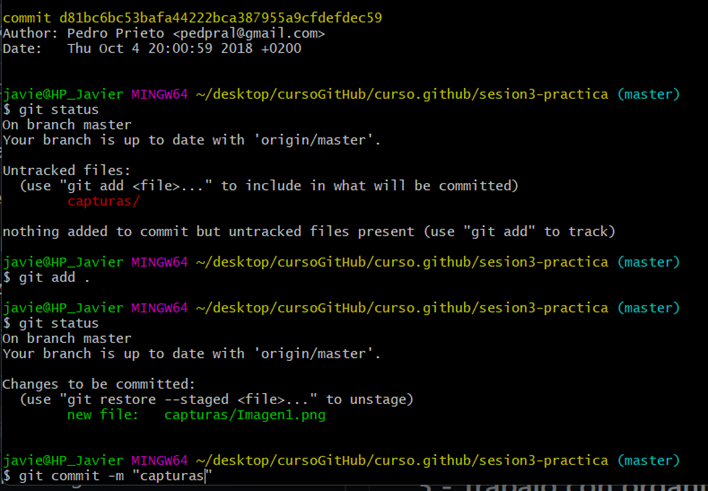 commit d81bc6bc53bafa44222bca387955a9cfdefdec59
Author: Pedro Prieto <pedpral@gmail.com>
Date:   Thu Oct 4 20:00:59 2018 +0200
javie@HP_Javier MINGW64 ~/desktop/cursoGitHub/curso.github/sesion3-practica (master)
$ git status
On branch master
Your branch is up to date with 'origin/master'.
Untracked files:
  (use "git add <file>..." to include in what will be committed)
        capturas/
nothing added to commit but untracked files present (use "git add" to track)
javie@HP_Javier MINGW64 ~/desktop/cursoGitHub/curso.github/sesion3-practica (master)
$ git add .
javie@HP_Javier MINGW64 ~/desktop/cursoGitHub/curso.github/sesion3-practica (master)
$ git status
On branch master
Your branch is up to date with 'origin/master'.
Changes to be committed:
  (use "git restore --staged <file>..." to unstage)
        new file:   capturas/Imagen1.png
javie@HP_Javier MINGW64 ~/desktop/cursoGitHub/curso.github/sesion3-practica (master)
$ git commit -m "capturas"